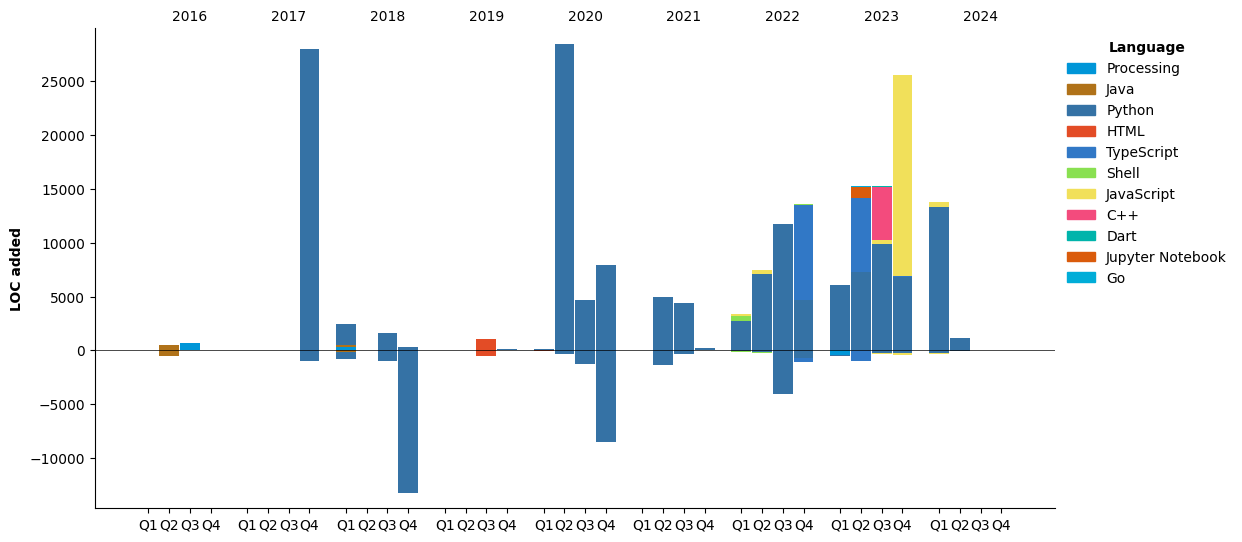 2016 2017 2018 2019 2020 2021 2022 2023 2024
Language
Processing
Java
Python
HTML
TypeScript
Shell
JavaScript
C++
Dart
Jupyter Notebook
Go
LOC added
25000
20000
15000
10000
5000
0
−5000
−10000
Q1 Q2 Q3 Q4 Q1 Q2 Q3 Q4 Q1 Q2 Q3 Q4 Q1 Q2 Q3 Q4 Q1 Q2 Q3 Q4 Q1 Q2 Q3 Q4 Q1 Q2 Q3 Q4 Q1 Q2 Q3 Q4 Q1 Q2 Q3 Q4